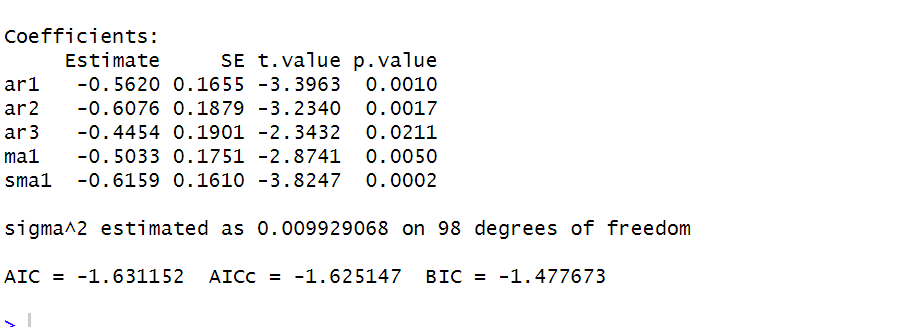 Coefficients:
     Estimate     SE t.value p.value
ar1   -0.5620 0.1655 -3.3963  0.0010
ar2   -0.6076 0.1879 -3.2340  0.0017
ar3   -0.4454 0.1901 -2.3432  0.0211
ma1   -0.5033 0.1751 -2.8741  0.0050
sma1  -0.6159 0.1610 -3.8247  0.0002
sigma^2 estimated as 0.009929068 on 98 degrees of freedom
AIC = -1.631152  AICc = -1.625147  BIC = -1.477673
>